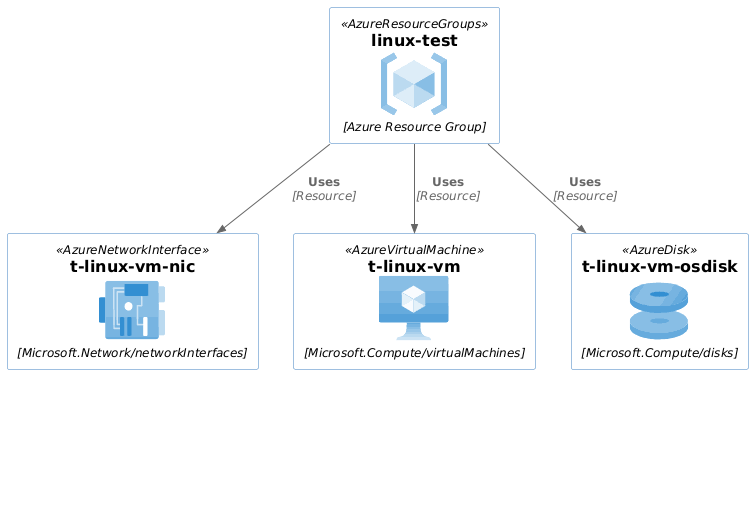 «AzureResourceGroups»
linux-test
[Azure Resource Group]
Uses
[Resource]
Uses
[Resource]
Uses
[Resource]
«AzureNetworkInterface»
t-linux-vm-nic
[Microsoft.Network/networkInterfaces]
«AzureVirtualMachine»
t-linux-vm
[Microsoft.Compute/virtualMachines]
«AzureDisk»
t-linux-vm-osdisk
[Microsoft.Compute/disks]